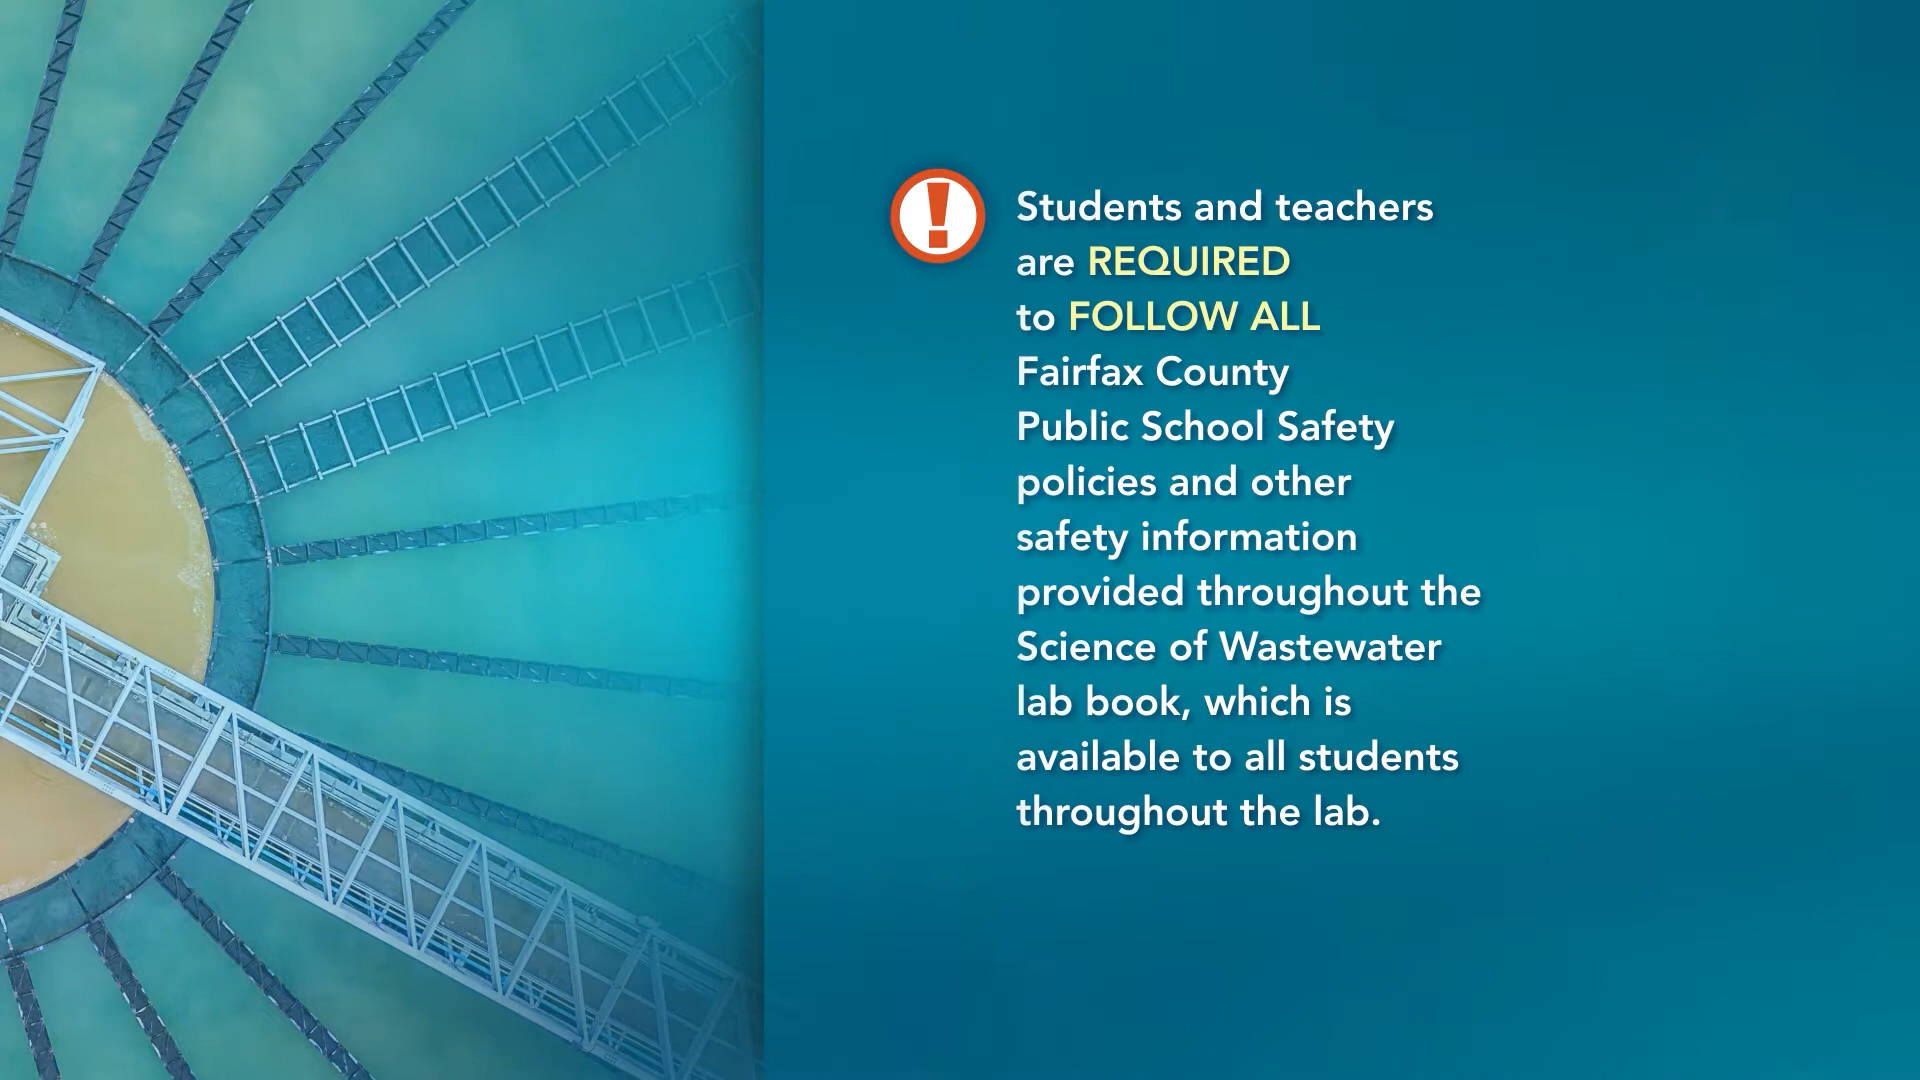 Students and teachers
are REQUIRED
to FOLLOW ALL
Fairfax County
Public School Safety
policies and other
safety information
provided throughout the
Science of Wastewater
lab book, which is
available to all students
throughout the lab.